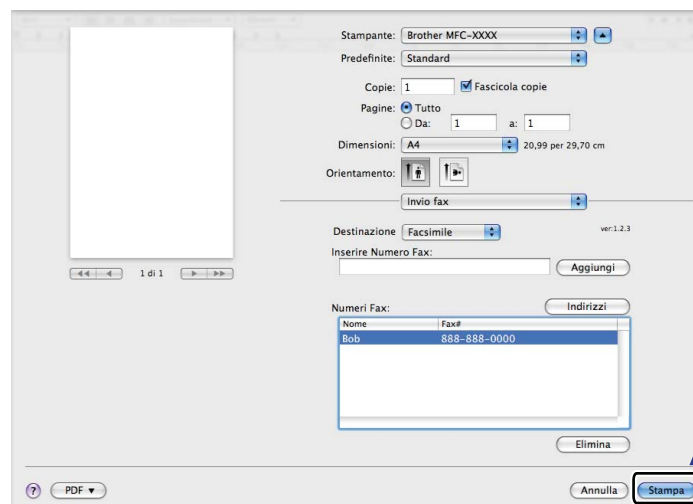 Stampante: Brother MFC-XXXX
Predefinite: Standard
Copie: 1 Fascicola copie
Pagine: Tutto
Da: 1 a: 1
Dimensioni: A4 20,99 per 29,70 cm
Orientamento:
Invio fax
Destinazione Facsimile ver:1.2.3
Inserire Numero Fax:
Aggiungi
1 di 1
Numeri Fax: Indirizzi
Nome Fax#
Bob 888-888-0000
Elimina
? PDF Annulla Stampa